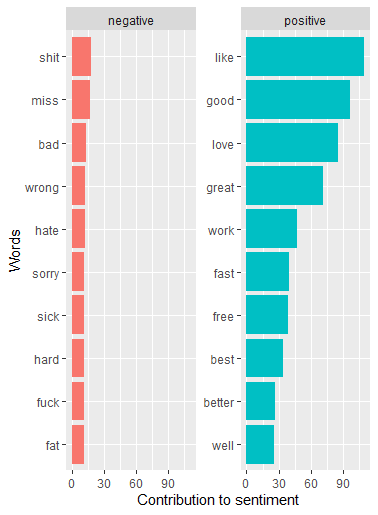 negative positive
shit like
miss good
bad love
wrong great
hate work
sorry fast
sick free
hard best
fuck better
fat well
0 30 60 90 0 30 60 90
Contribution to sentiment
Words